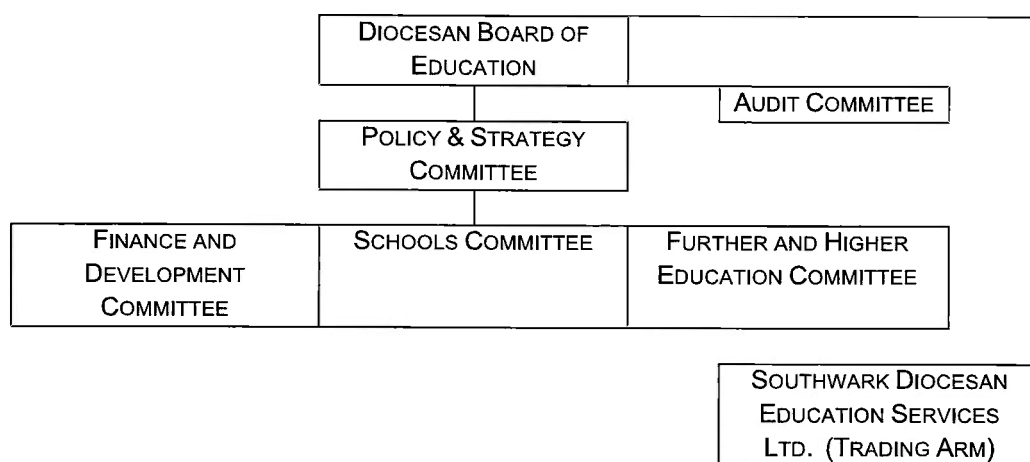 DIOCESAN BOARD OF
EDUCATION
AUDIT COMMITTEE
POLICY & STRATEGY
COMMITTEE
FINANCE AND
DEVELOPMENT
COMMITTEE
SCHOOLS COMMITTEE
FURTHER AND HIGHER
EDUCATION COMMITTEE
SOUTHWARK DIOCESAN
EDUCATION SERVICES
LTD. (TRADING ARM)